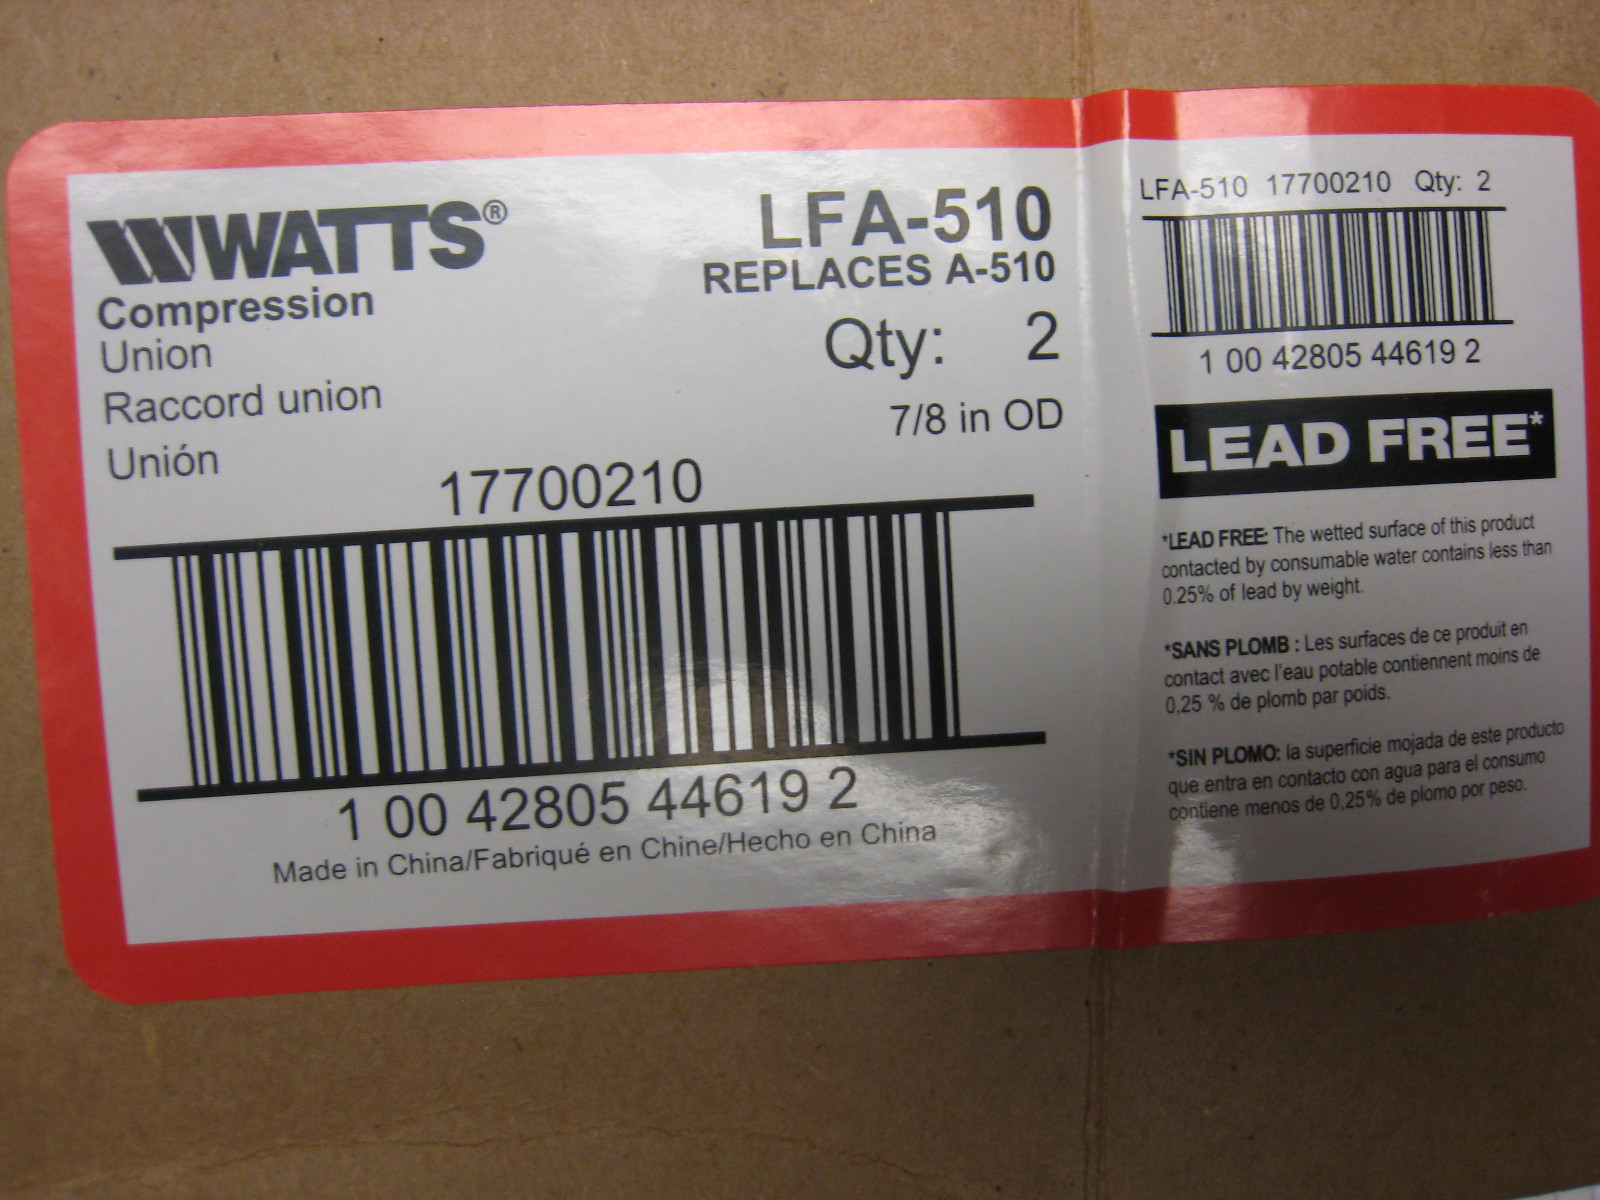 WATTS®
Compression
Union
Raccord union
Unión
LFA-510
REPLACES A-510
Qty: 2
7/8 in OD
17700210
1 00 42805 44619 2
Made in China/Fabriqué en Chine/Hecho en China
LFA-510 17700210 Qty: 2
1 00 42805 44619 2
LEAD FREE*
*LEAD FREE: The wetted surface of this product
contacted by consumable water contains less than
0.25% of lead by weight.
*SANS PLOMB : Les surfaces de ce produit en
contact avec l'eau potable contiennent moins de
0,25 % de plomb par poids.
*SIN PLOMO: la superficie mojada de este producto
que entra en contacto con agua para el consumo
contiene menos de 0,25% de plomo por peso.